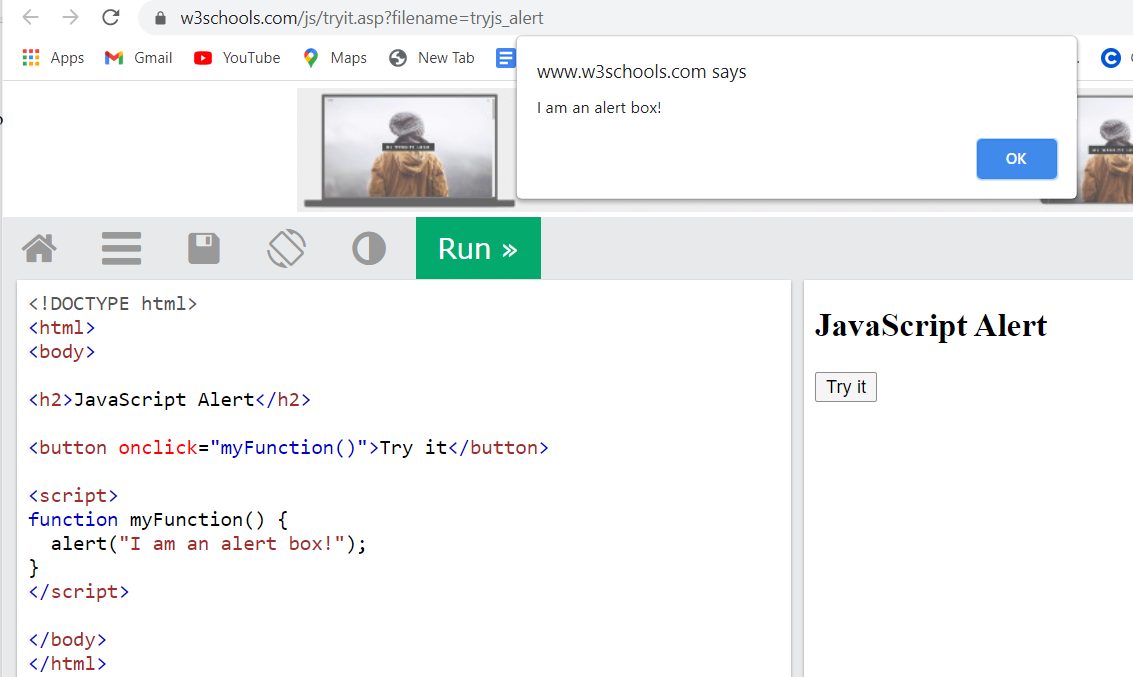 w3schools.com/js/tryit.asp?filename=tryjs_alert
Apps Gmail YouTube Maps New Tab
www.w3schools.com says
I am an alert box!
OK
Run »
<!DOCTYPE html>
<html>
<body>
<h2>JavaScript Alert</h2>
<button onclick="myFunction()">Try it</button>
<script>
function myFunction() {
  alert("I am an alert box!");
}
</script>
</body>
</html>
JavaScript Alert
Try it